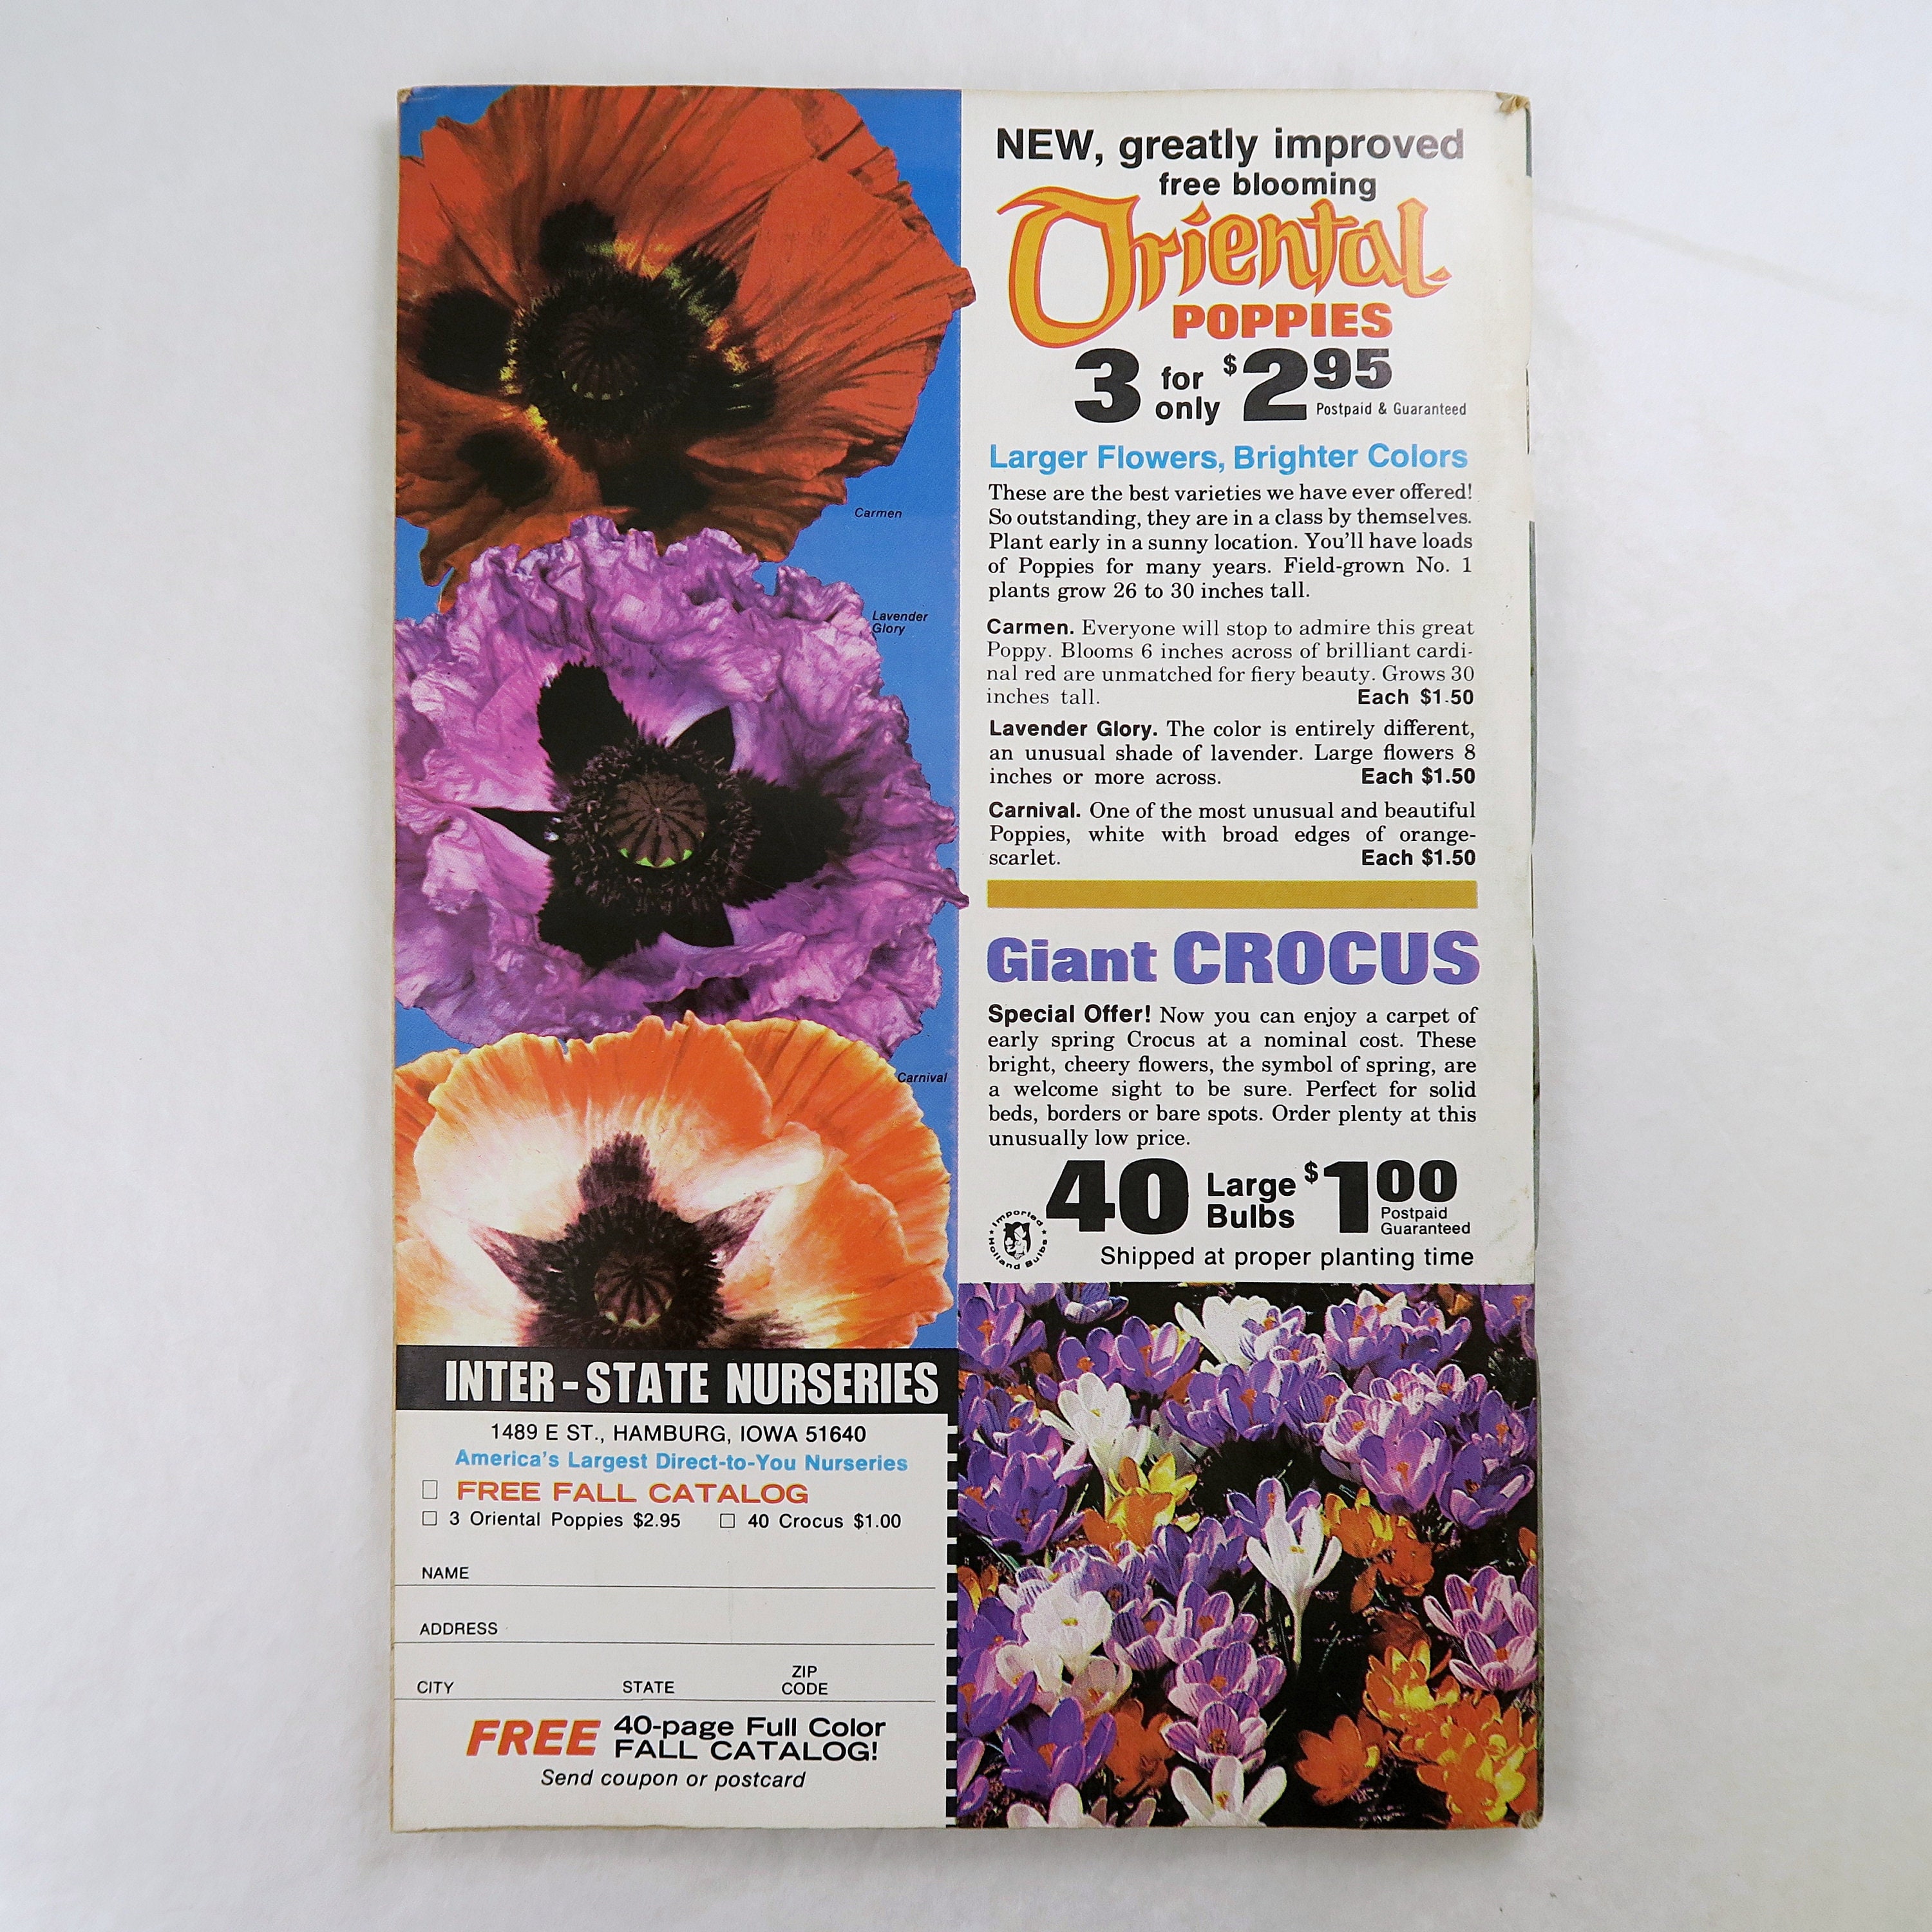 Carmen
Lavender
Glory
Carnival
INTER-STATE NURSERIES
1489 E ST., HAMBURG, IOWA 51640
America's Largest Direct-to-You Nurseries
☐ FREE FALL CATALOG
☐ 3 Oriental Poppies $2.95 ☐ 40 Crocus $1.00
NAME
ADDRESS
CITY STATE ZIP CODE
FREE 40-page Full Color
FALL CATALOG!
Send coupon or postcard
NEW, greatly improved
free blooming
Oriental
POPPIES
3 for only $2.95
Postpaid & Guaranteed
Larger Flowers, Brighter Colors
These are the best varieties we have ever offered!
So outstanding, they are in a class by themselves.
Plant early in a sunny location. You'll have loads
of Poppies for many years. Field-grown No. 1
plants grow 26 to 30 inches tall.
Carmen. Everyone will stop to admire this great
Poppy. Blooms 6 inches across of brilliant cardi-
nal red are unmatched for fiery beauty. Grows 30
inches tall. Each $1.50
Lavender Glory. The color is entirely different,
an unusual shade of lavender. Large flowers 8
inches or more across. Each $1.50
Carnival. One of the most unusual and beautiful
Poppies, white with broad edges of orange-
scarlet. Each $1.50
Giant CROCUS
Special Offer! Now you can enjoy a carpet of
early spring Crocus at a nominal cost. These
bright, cheery flowers, the symbol of spring, are
a welcome sight to be sure. Perfect for solid
beds, borders or bare spots. Order plenty at this
unusually low price.
40 Large Bulbs $1.00
Postpaid
Guaranteed
Imported Holland Bulbs
Shipped at proper planting time